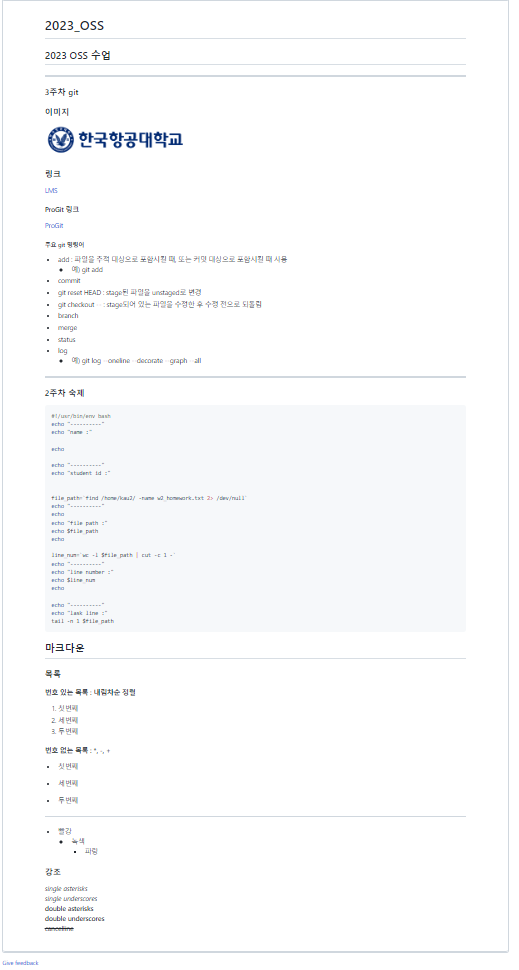 2023_OSS
2023 OSS 수업
3주차 git
이미지
한국항공대학교
링크
LMS
ProGit 링크
ProGit
주요 git 명령어
• add : 파일을 추적 대상으로 포함시킬 때, 또는 커밋 대상으로 포함시킬 때 사용
• 예) git add
• commit
• git reset HEAD : stage된 파일을 unstaged로 변경
• git checkout -- : stage되어 있는 파일을 수정한 후 수정 전으로 되돌림
• branch
• merge
• status
• log
• 예) git log --oneline --decorate --graph --all
2주차 숙제
#!/usr/bin/env bash
echo "----------"
echo "name :"
echo
echo "----------"
echo "student id :"
file_path=`find /home/kau2/ -name w2_homework.txt 2> /dev/null`
echo "----------"
echo
echo "file path :"
echo $file_path
echo
line_num=`wc -l $file_path | cut -c 1 -`
echo "----------"
echo "line number :"
echo $line_num
echo
echo "----------"
echo "lask line :"
tail -n 1 $file_path
마크다운
목록
번호 있는 목록 : 내림차순 정렬
1. 첫번째
2. 세번째
3. 두번째
번호 없는 목록 : *, -, +
• 첫번째
• 세번째
• 두번째
• 빨강
• 녹색
• 파랑
강조
single asterisks
single underscores
double asterisks
double underscores
cancelline
Give feedback